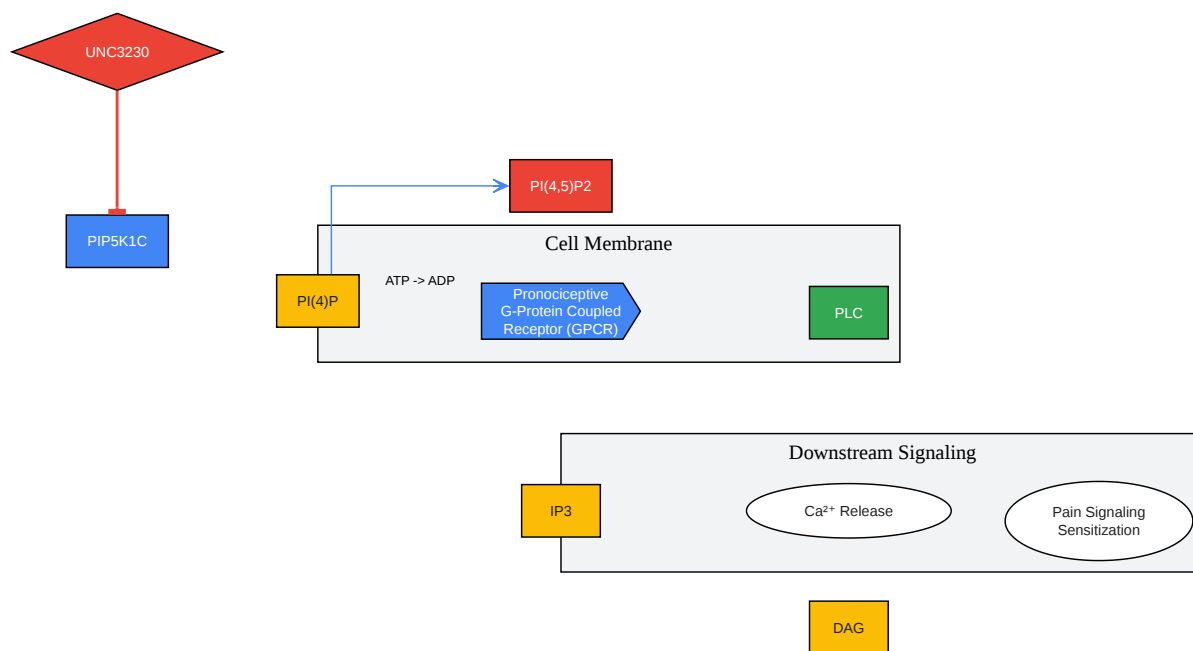 UNC3230
PI(4,5)P2
PIP5K1C
Cell Membrane
ATP -> ADP
PI(4)P
Pronociceptive
G-Protein Coupled
Receptor (GPCR)
PLC
Downstream Signaling
IP3
Ca²⁺ Release
Pain Signaling
Sensitization
DAG